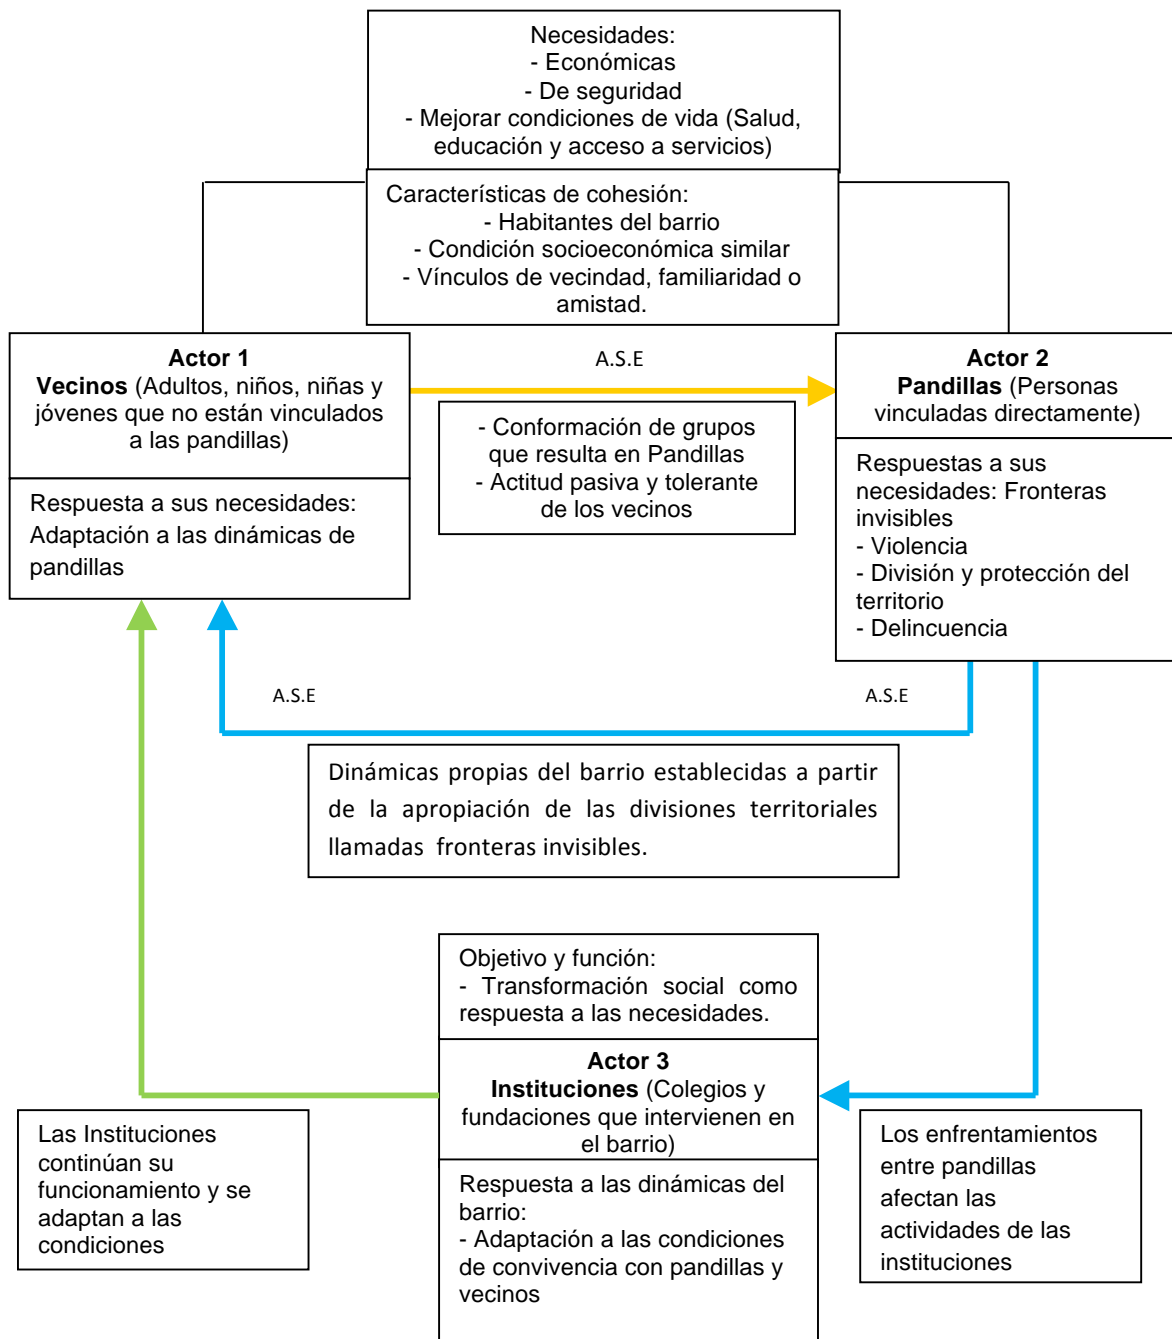 Necesidades:
- Económicas
- De seguridad
- Mejorar condiciones de vida (Salud,
educación y acceso a servicios)
Características de cohesión:
- Habitantes del barrio
- Condición socioeconómica similar
- Vínculos de vecindad, familiaridad o
amistad.
Actor 1
Vecinos (Adultos, niños, niñas y
jóvenes que no están vinculados
a las pandillas)
Respuesta a sus necesidades:
Adaptación a las dinámicas de
pandillas
A.S.E
- Conformación de grupos
que resulta en Pandillas
- Actitud pasiva y tolerante
de los vecinos
Actor 2
Pandillas (Personas
vinculadas directamente)
Respuestas a sus
necesidades: Fronteras
invisibles
- Violencia
- División y protección del
territorio
- Delincuencia
A.S.E
A.S.E
Dinámicas propias del barrio establecidas a partir
de la apropiación de las divisiones territoriales
llamadas fronteras invisibles.
Objetivo y función:
- Transformación social como
respuesta a las necesidades.
Actor 3
Instituciones (Colegios y
fundaciones que intervienen en
el barrio)
Respuesta a las dinámicas del
barrio:
- Adaptación a las condiciones
de convivencia con pandillas y
vecinos
Las Instituciones
continúan su
funcionamiento y se
adaptan a las
condiciones
Los enfrentamientos
entre pandillas
afectan las
actividades de las
instituciones